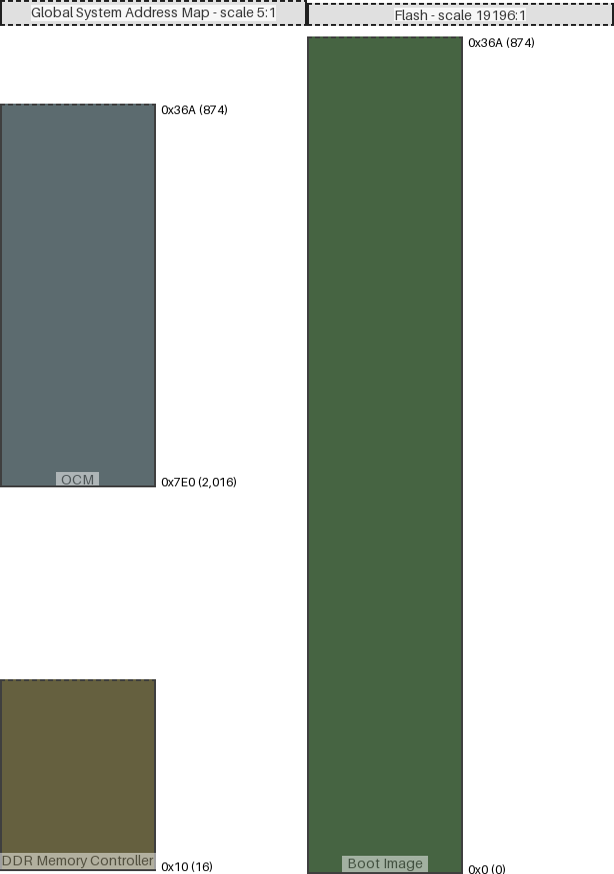 Global System Address Map - scale 5:1
Flash - scale 19196:1
0x36A (874)
0x36A (874)
OCM
0x7E0 (2,016)
DDR Memory Controller
0x10 (16)
Boot Image
0x0 (0)